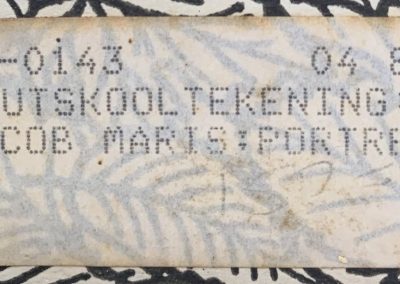 -0143 04 8
UTSKOOLTEKENING
COB MARIS:PORTRE